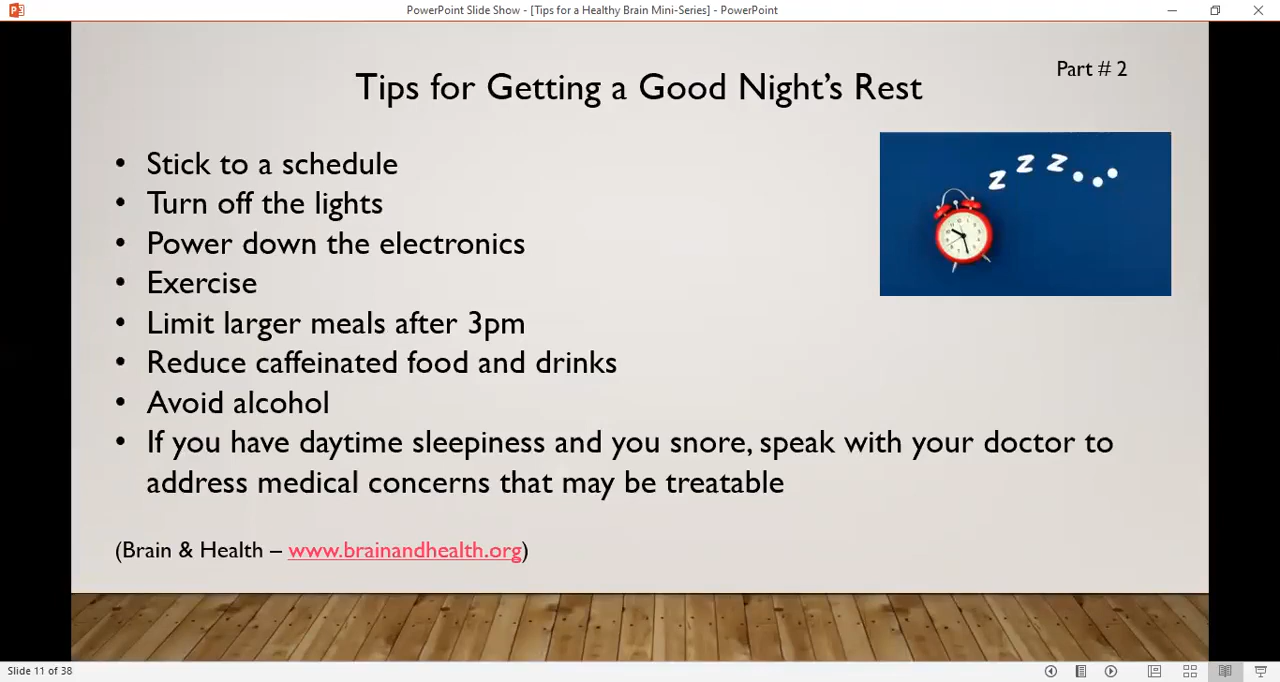 PowerPoint Slide Show - [Tips for a Healthy Brain Mini-Series] - PowerPoint
Part # 2
Tips for Getting a Good Night’s Rest
z z z...
• Stick to a schedule
• Turn off the lights
• Power down the electronics
• Exercise
• Limit larger meals after 3pm
• Reduce caffeinated food and drinks
• Avoid alcohol
• If you have daytime sleepiness and you snore, speak with your doctor to
address medical concerns that may be treatable
(Brain & Health – www.brainandhealth.org)
Slide 11 of 38